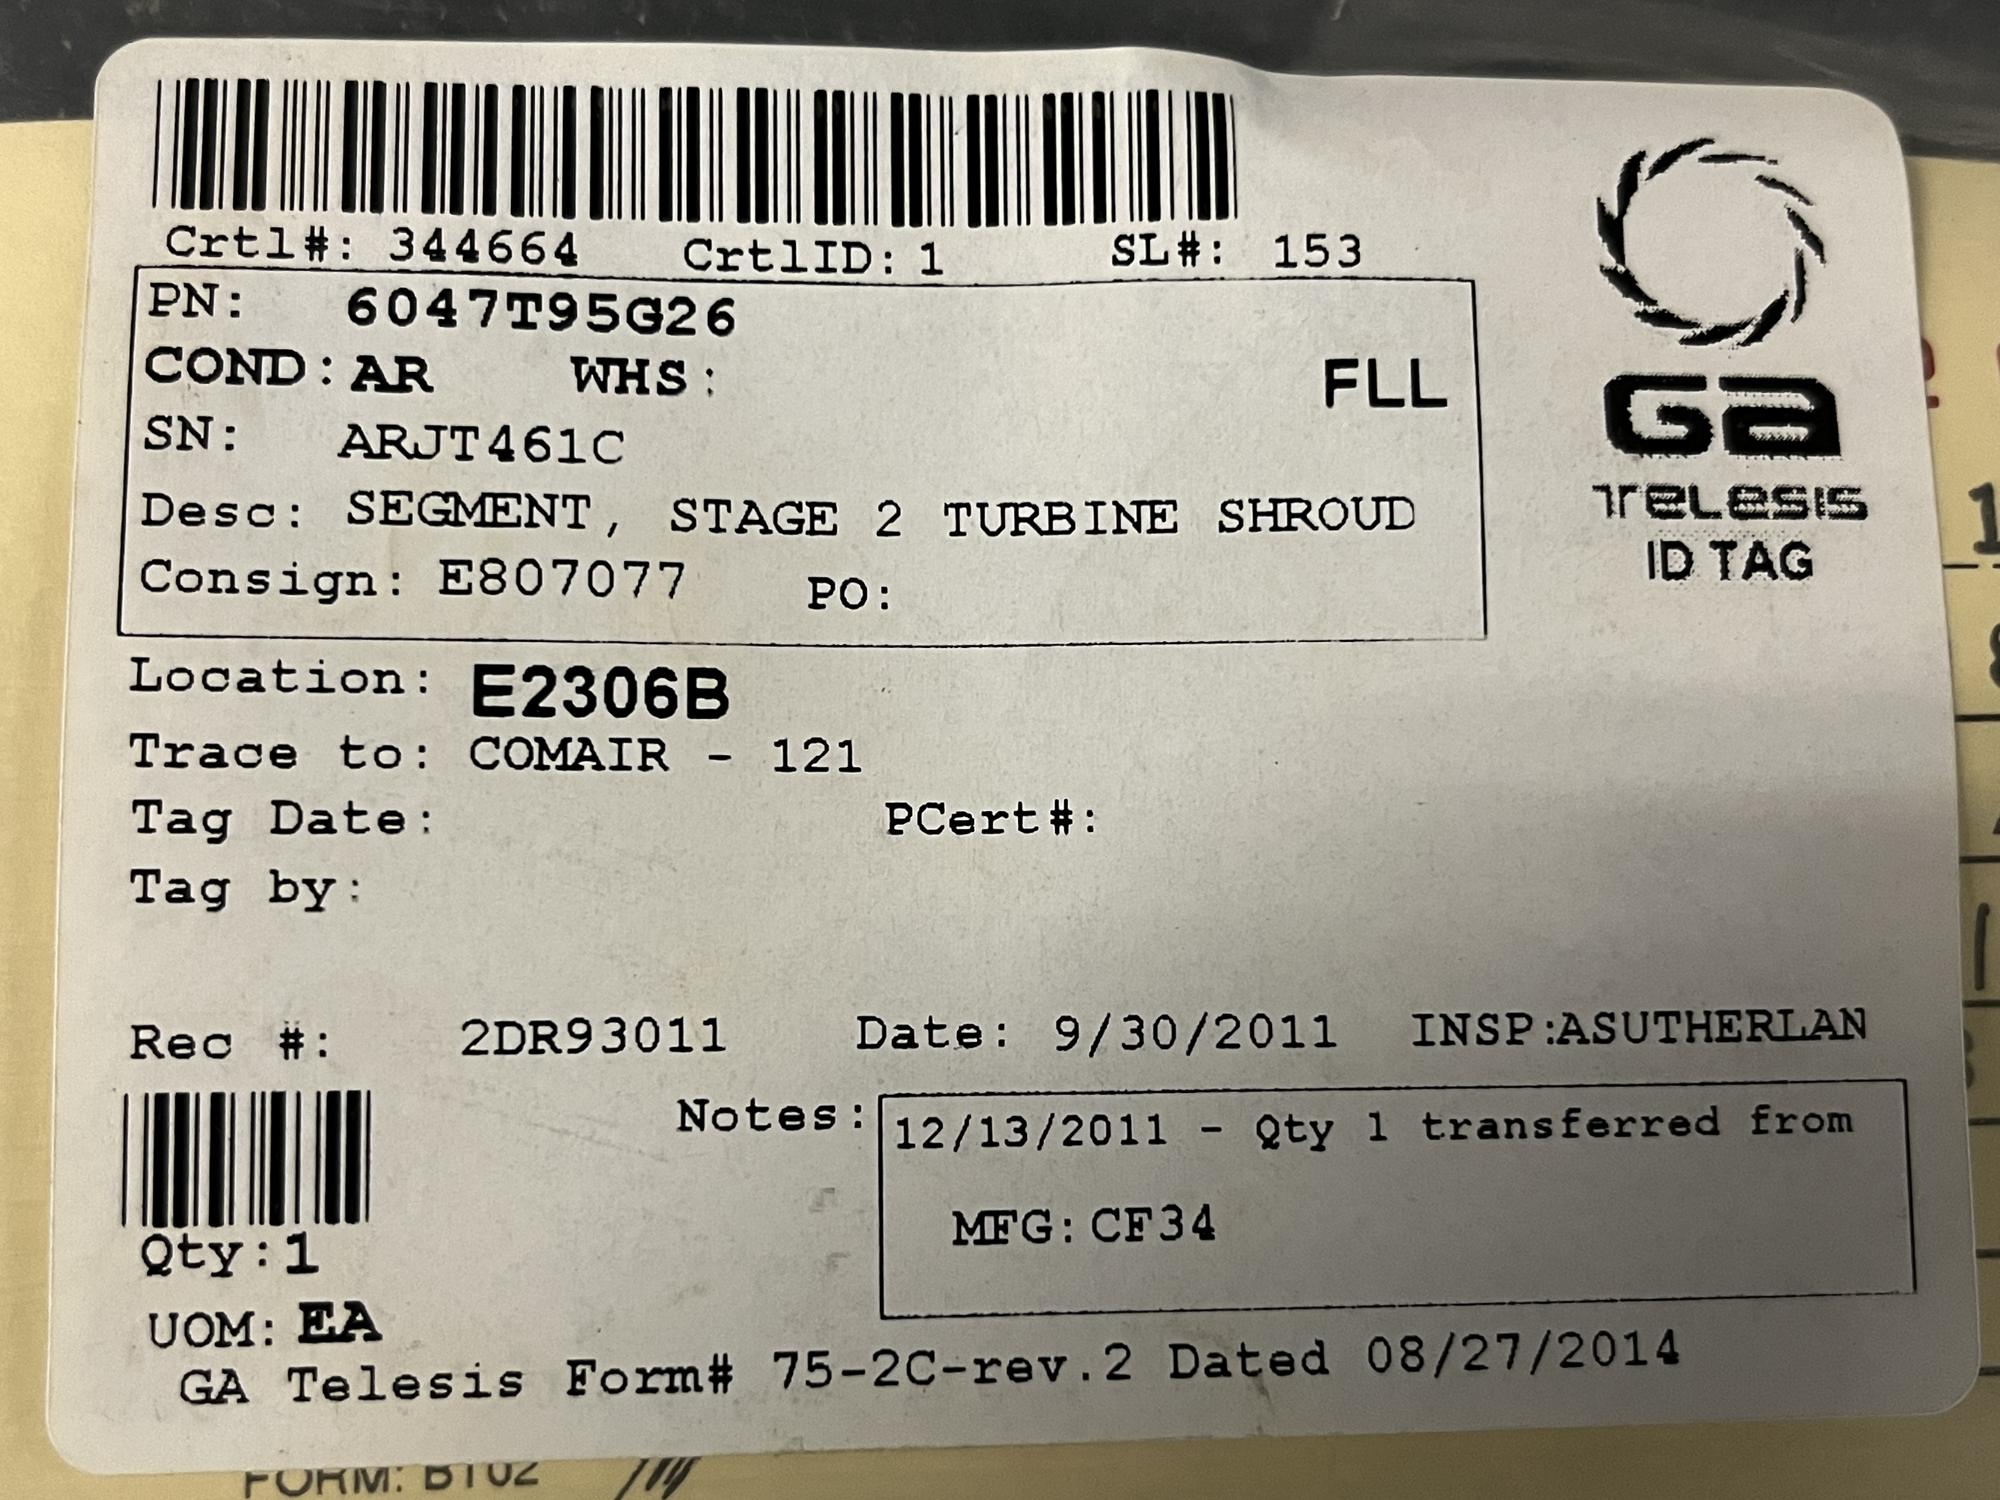 Crtl#: 344664 CrtlID: 1 SL#: 153
PN: 6047T95G26
COND: AR WHS: FLL
SN: ARJT461C
Desc: SEGMENT, STAGE 2 TURBINE SHROUD
Consign: E807077 PO:
GA
TELESIS
ID TAG
Location: E2306B
Trace to: COMAIR - 121
Tag Date: PCert#:
Tag by:
Rec #: 2DR93011 Date: 9/30/2011 INSP:ASUTHERLAN
Notes: 12/13/2011 - Qty 1 transferred from
MFG: CF34
Qty: 1
UOM: EA
GA Telesis Form# 75-2C-rev.2 Dated 08/27/2014
FORM: BT02